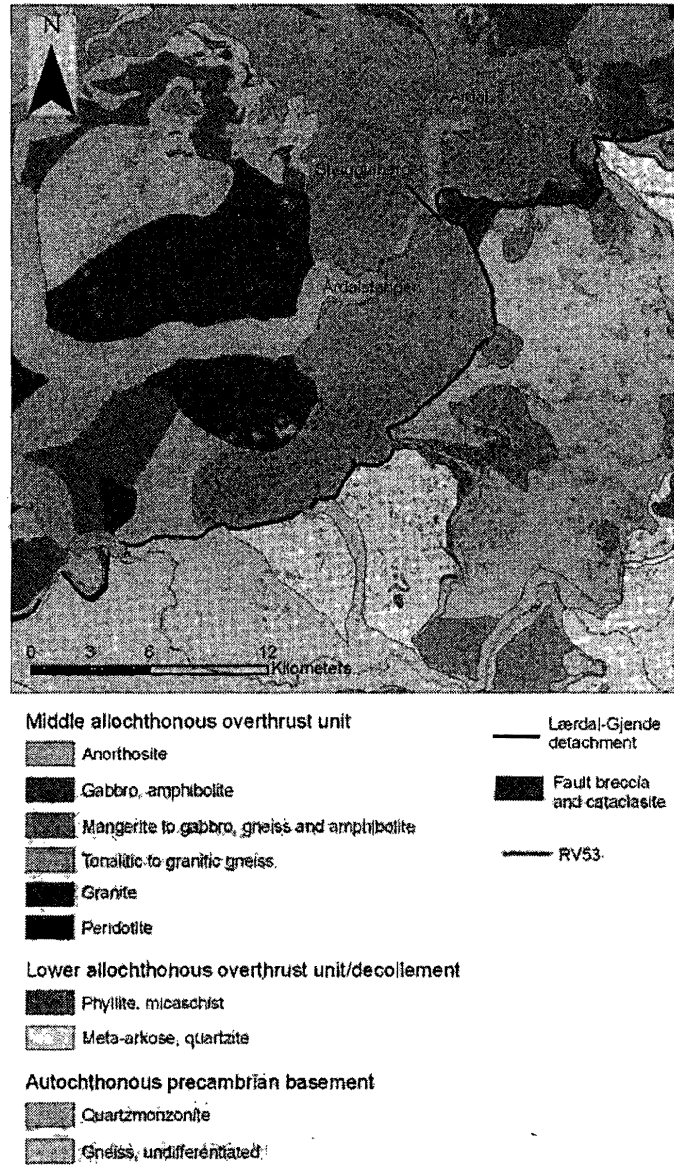 N
Årdalstangen
0 3 6 12
Kilometers
Middle allochthonous overthrust unit
Anorthosite
Gabbro, amphibolite
Mangerite to gabbro, gneiss and amphibolite
Tonalitic to granitic gneiss
Granite
Peridotite
Lower allochthonous overthrust unit/decollement
Phyllite, micaschist
Meta-arkose, quartzite
Autochthonous precambrian basement
Quartzmonzonite
Gneiss, undifferentiated
Lærdal-Gjende
detachment
Fault breccia
and cataclasite
RV53